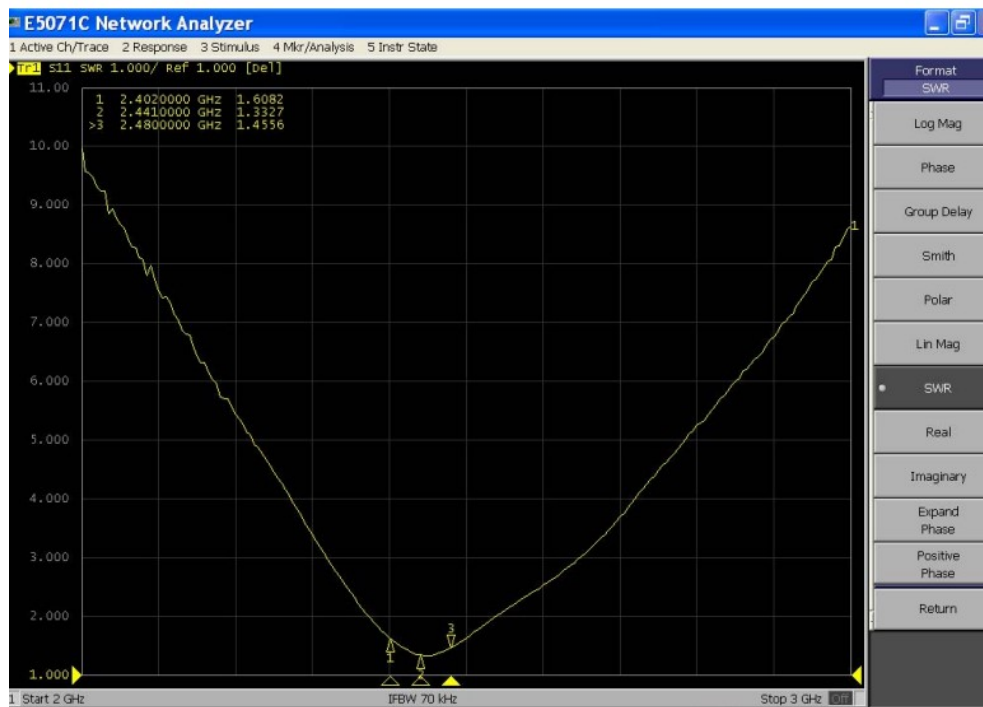 E5071C Network Analyzer
1 Active Ch/Trace 2 Response 3 Stimulus 4 Mkr/Analysis 5 Instr State
Tr1 S11 SWR 1.000/ Ref 1.000 [Del]
11.00
10.00
9.000
8.000
7.000
6.000
5.000
4.000
3.000
2.000
1.000
1 2.4020000 GHz 1.6082
2 2.4410000 GHz 1.3327
>3 2.4800000 GHz 1.4556
1
3
1
2
1 Start 2 GHz IFBW 70 kHz Stop 3 GHz Off
Format
SWR
Log Mag
Phase
Group Delay
Smith
Polar
Lin Mag
SWR
Real
Imaginary
Expand
Phase
Positive
Phase
Return